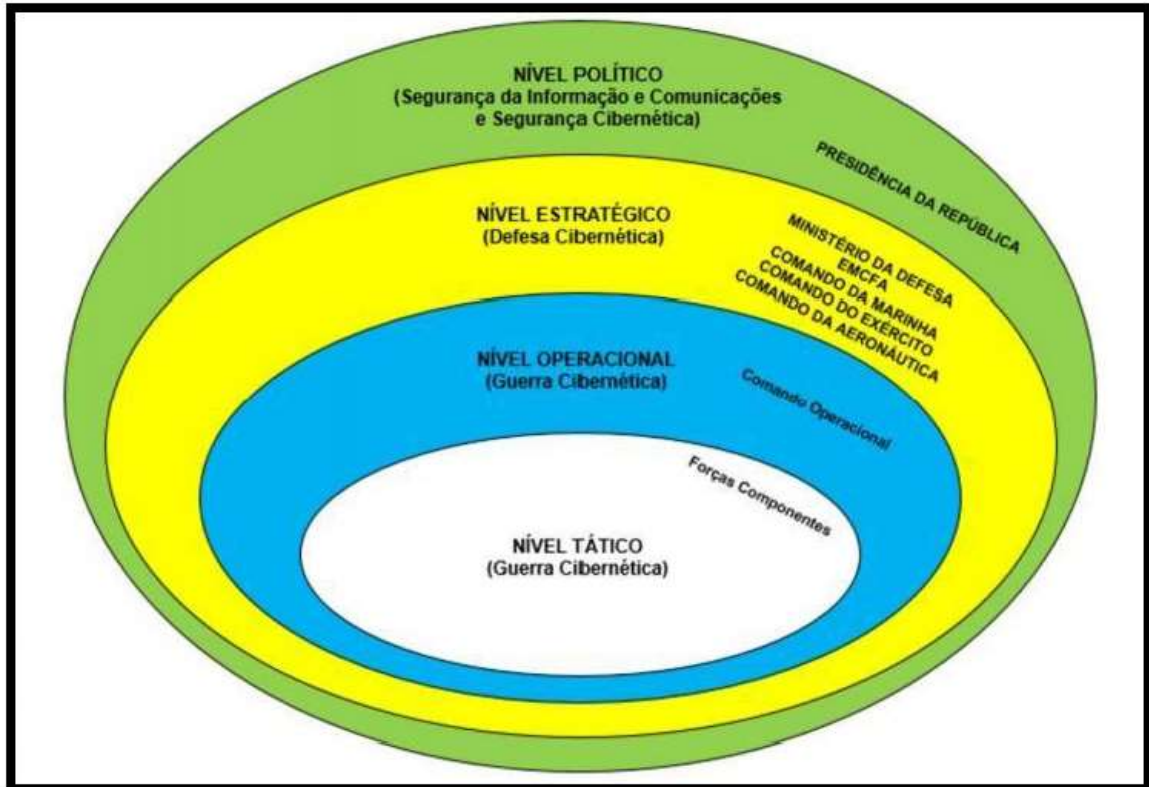 NÍVEL POLÍTICO
(Segurança da Informação e Comunicações
e Segurança Cibernética)
PRESIDÊNCIA DA REPÚBLICA
NÍVEL ESTRATÉGICO
(Defesa Cibernética)
MINISTÉRIO DA DEFESA
EMCFA
COMANDO DA MARINHA
COMANDO DO EXÉRCITO
COMANDO DA AERONÁUTICA
NÍVEL OPERACIONAL
(Guerra Cibernética)
Comando Operacional
Forças Componentes
NÍVEL TÁTICO
(Guerra Cibernética)